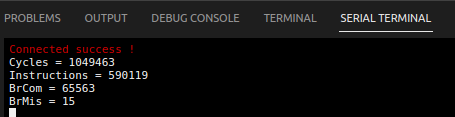 PROBLEMS OUTPUT DEBUG CONSOLE TERMINAL SERIAL TERMINAL
Connected success !
Cycles = 1049463
Instructions = 590119
BrCom = 65563
BrMis = 15